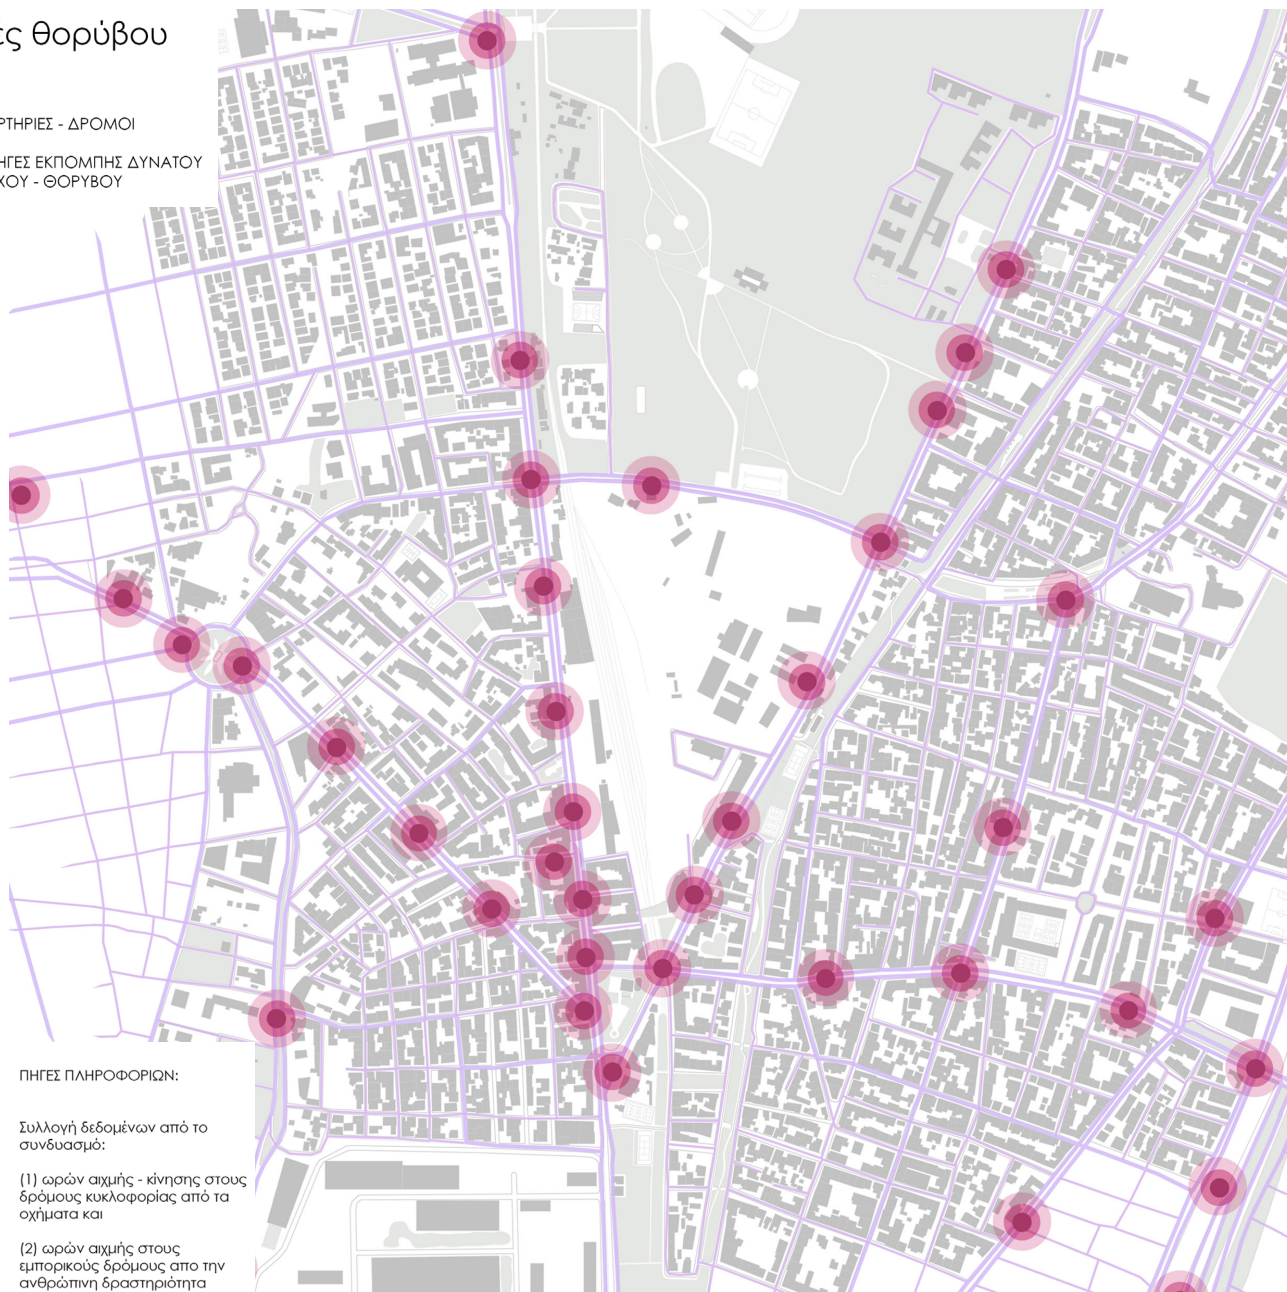 ες θορύβου
ΡΤΗΡΙΕΣ - ΔΡΟΜΟΙ
ΗΓΕΣ ΕΚΠΟΜΠΗΣ ΔΥΝΑΤΟΥ
ΧΟΥ - ΘΟΡΥΒΟΥ
ΠΗΓΕΣ ΠΛΗΡΟΦΟΡΙΩΝ:
Συλλογή δεδομένων από το
συνδυασμό:
(1) ωρών αιχμής - κίνησης στους
δρόμους κυκλοφορίας από τα
οχήματα και
(2) ωρών αιχμής στους
εμπορικούς δρόμους απο την
ανθρώπινη δραστηριότητα